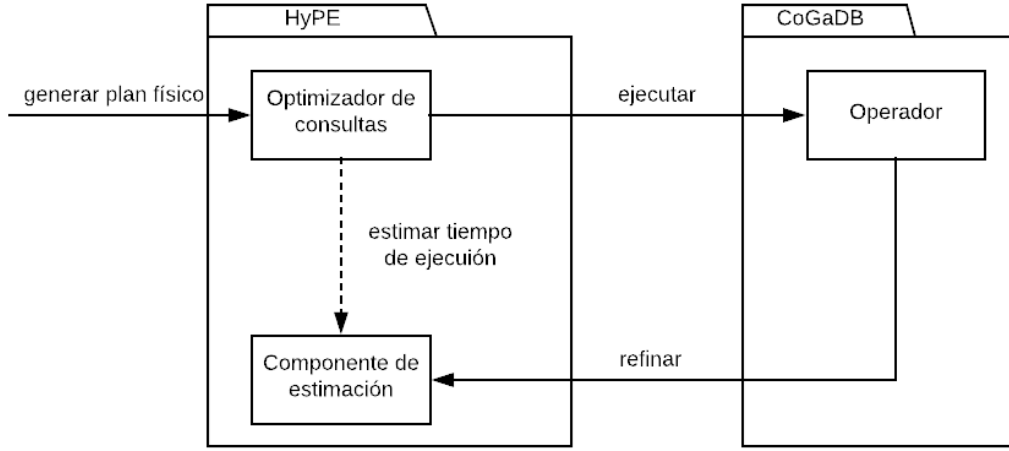 HyPE
CoGaDB
generar plan físico
Optimizador de
consultas
ejecutar
Operador
estimar tiempo
de ejecuión
Componente de
estimación
refinar